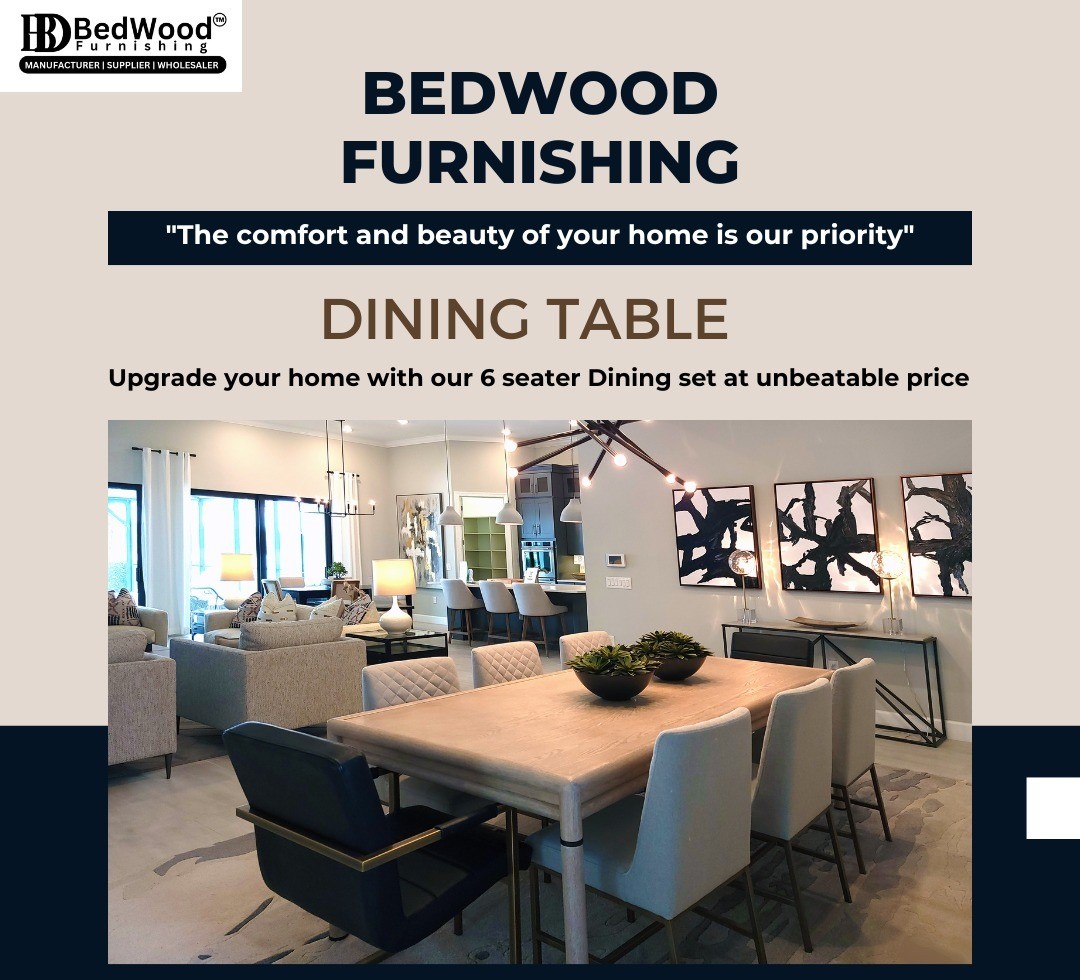 BD BedWood™
Furnishing
MANUFACTURER | SUPPLIER | WHOLESALER
BEDWOOD
FURNISHING
"The comfort and beauty of your home is our priority"
DINING TABLE
Upgrade your home with our 6 seater Dining set at unbeatable price